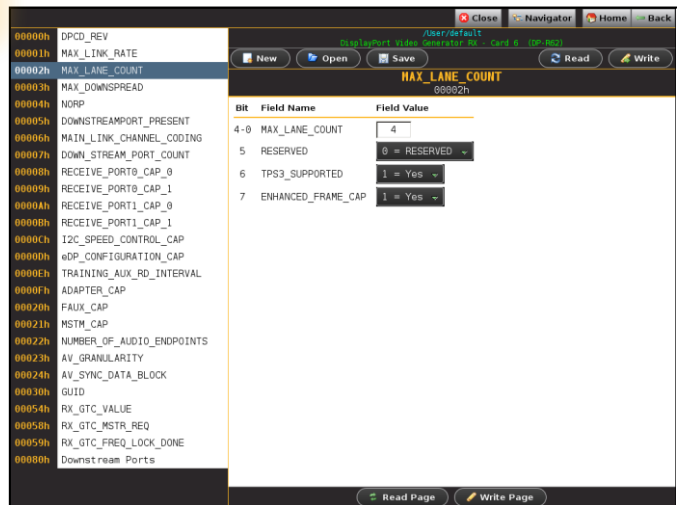 Close Navigator Home Back
/User/default
DisplayPort Video Generator RX - Card 6 (DP-R62)
New Open Save Read Write
MAX_LANE_COUNT
00002h
00000h DPCD_REV
00001h MAX_LINK_RATE
00002h MAX_LANE_COUNT
00003h MAX_DOWNSPREAD
00004h NORP
00005h DOWNSTREAMPORT_PRESENT
00006h MAIN_LINK_CHANNEL_CODING
00007h DOWN_STREAM_PORT_COUNT
00008h RECEIVE_PORT0_CAP_0
00009h RECEIVE_PORT0_CAP_1
0000Ah RECEIVE_PORT1_CAP_0
0000Bh RECEIVE_PORT1_CAP_1
0000Ch I2C_SPEED_CONTROL_CAP
0000Dh eDP_CONFIGURATION_CAP
0000Eh TRAINING_AUX_RD_INTERVAL
0000Fh ADAPTER_CAP
00020h FAUX_CAP
00021h MSTM_CAP
00022h NUMBER_OF_AUDIO_ENDPOINTS
00023h AV_GRANULARITY
00024h AV_SYNC_DATA_BLOCK
00030h GUID
00054h RX_GTC_VALUE
00058h RX_GTC_MSTR_REQ
00059h RX_GTC_FREQ_LOCK_DONE
00080h Downstream Ports
Bit Field Name Field Value
4-0 MAX_LANE_COUNT 4
5 RESERVED 0 = RESERVED
6 TPS3_SUPPORTED 1 = Yes
7 ENHANCED_FRAME_CAP 1 = Yes
Read Page Write Page